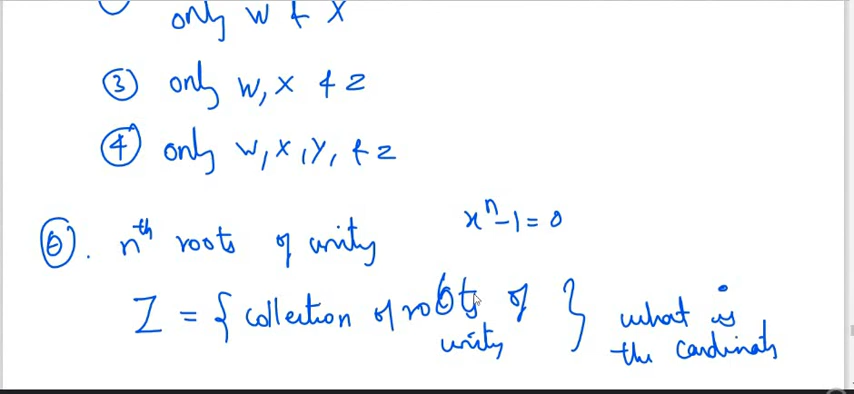 only W & X
③ only W, X & Z
④ only W, X, Y, & Z
⑥. nth roots of unity xⁿ-1=0
Z = { collection of roots of unity } what is
the cardinaty